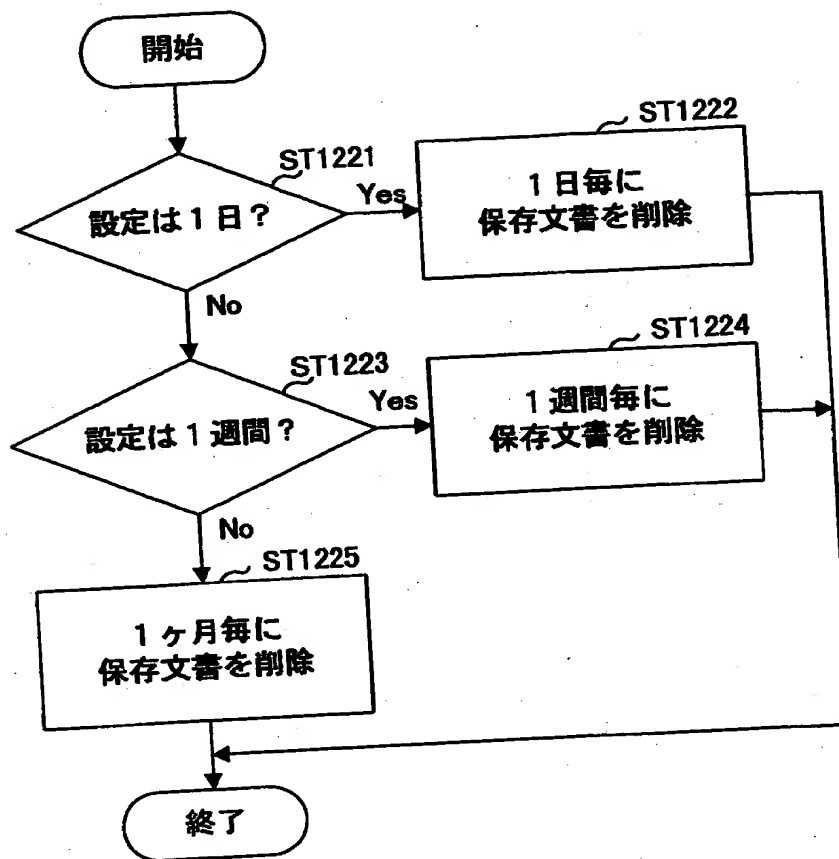 開始
ST1221
設定は1日?
Yes
ST1222
1日毎に
保存文書を削除
No
ST1223
設定は1週間?
Yes
ST1224
1週間毎に
保存文書を削除
No
ST1225
1ヶ月毎に
保存文書を削除
終了